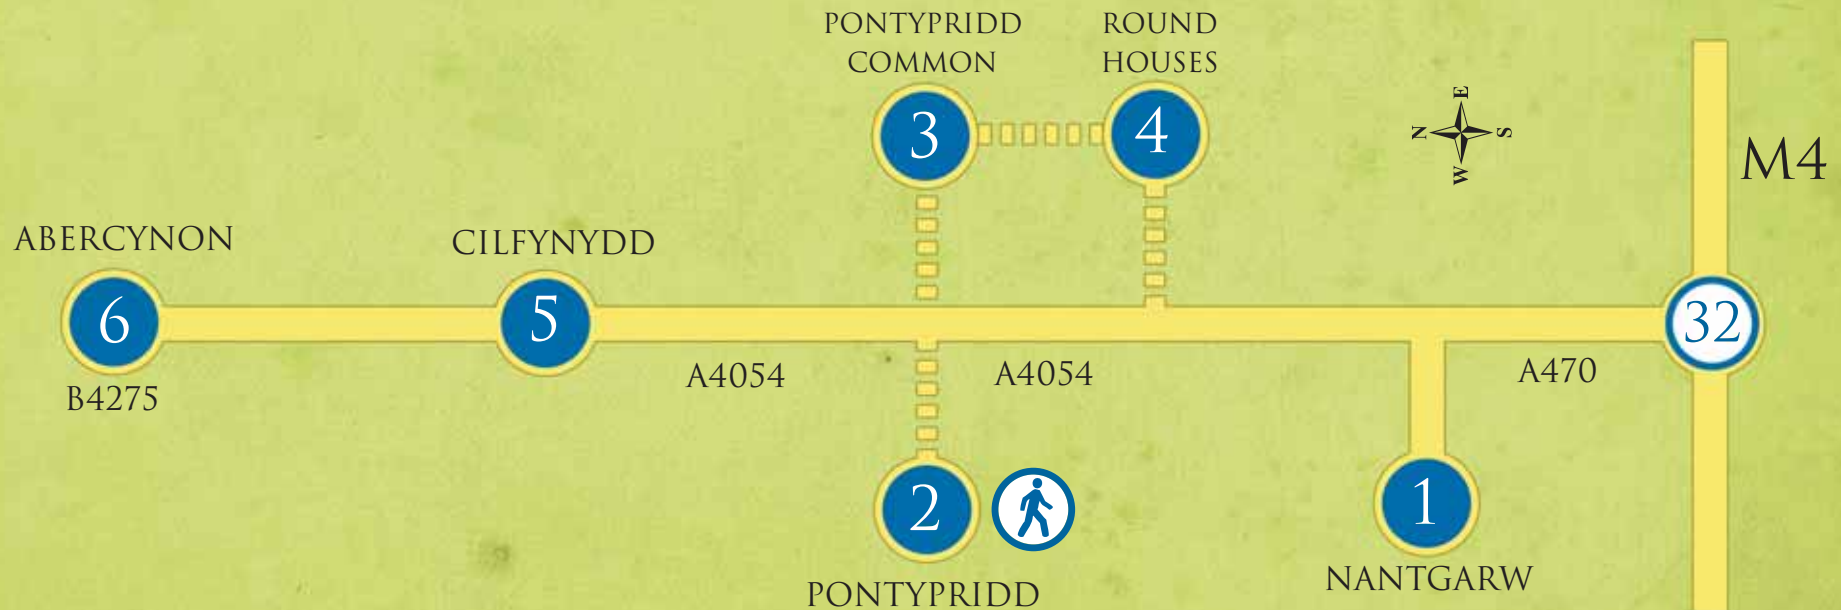 PONTYPRIDD
COMMON
ROUND
HOUSES
3
4
N
E
S
W
M4
ABERCYNON
CILFYNYDD
6
5
32
B4275
A4054
A4054
A470
2
1
PONTYPRIDD
NANTGARW